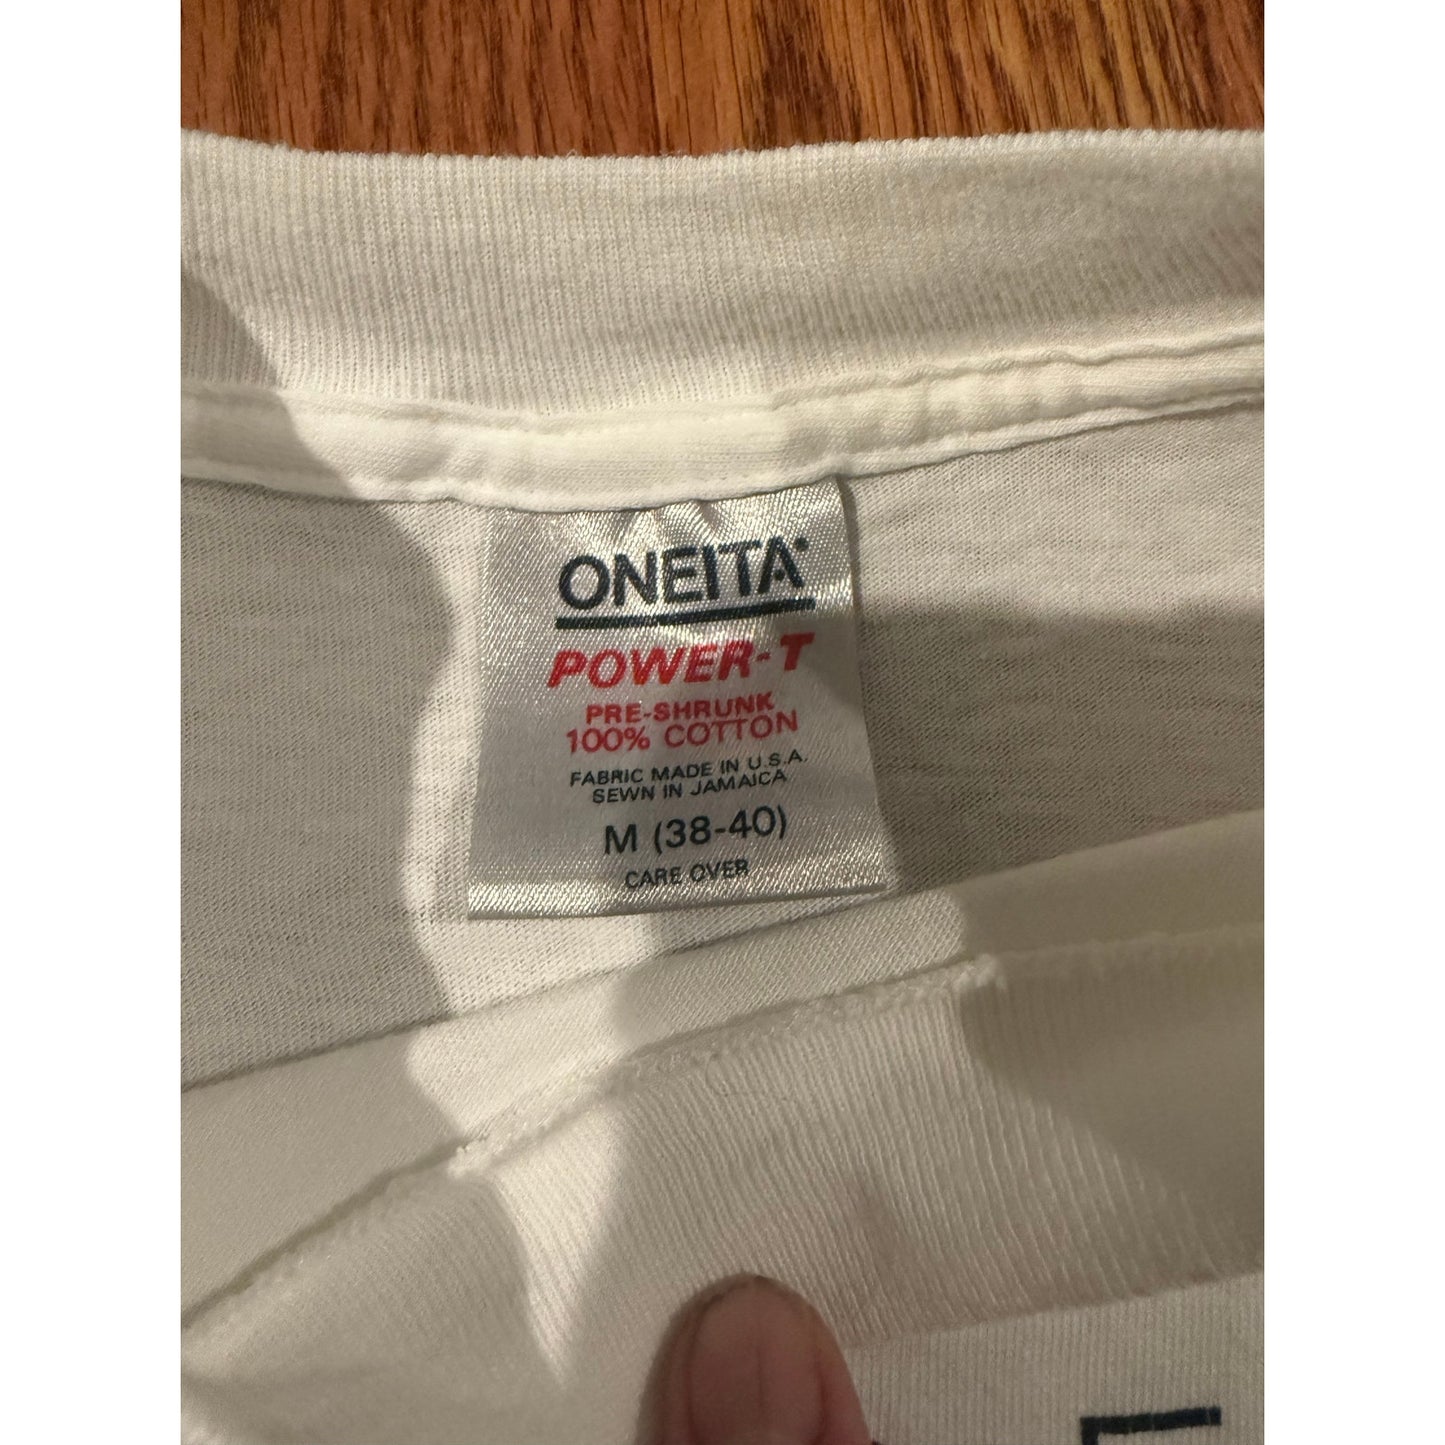 ONEITA
POWER-T
PRE-SHRUNK
100% COTTON
FABRIC MADE IN U.S.A.
SEWN IN JAMAICA
M (38-40)
CARE OVER